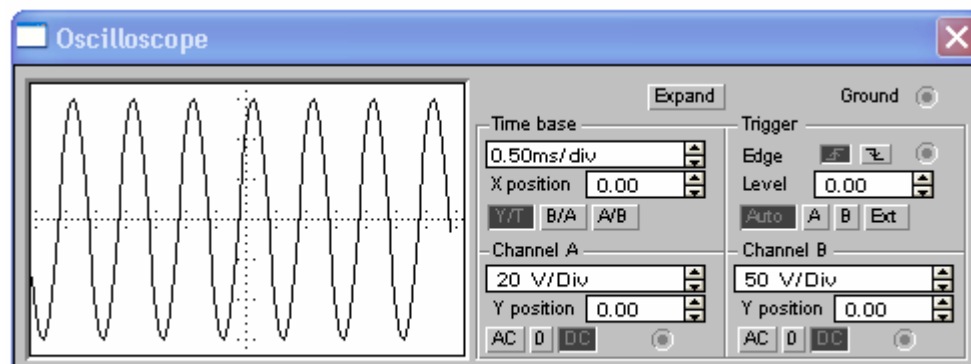 Oscilloscope
Expand Ground
Time base Trigger
0.50ms/div Edge
X position 0.00 Level 0.00
Y/T B/A A/B Auto A B Ext
Channel A Channel B
20 V/Div 50 V/Div
Y position 0.00 Y position 0.00
AC 0 DC AC 0 DC